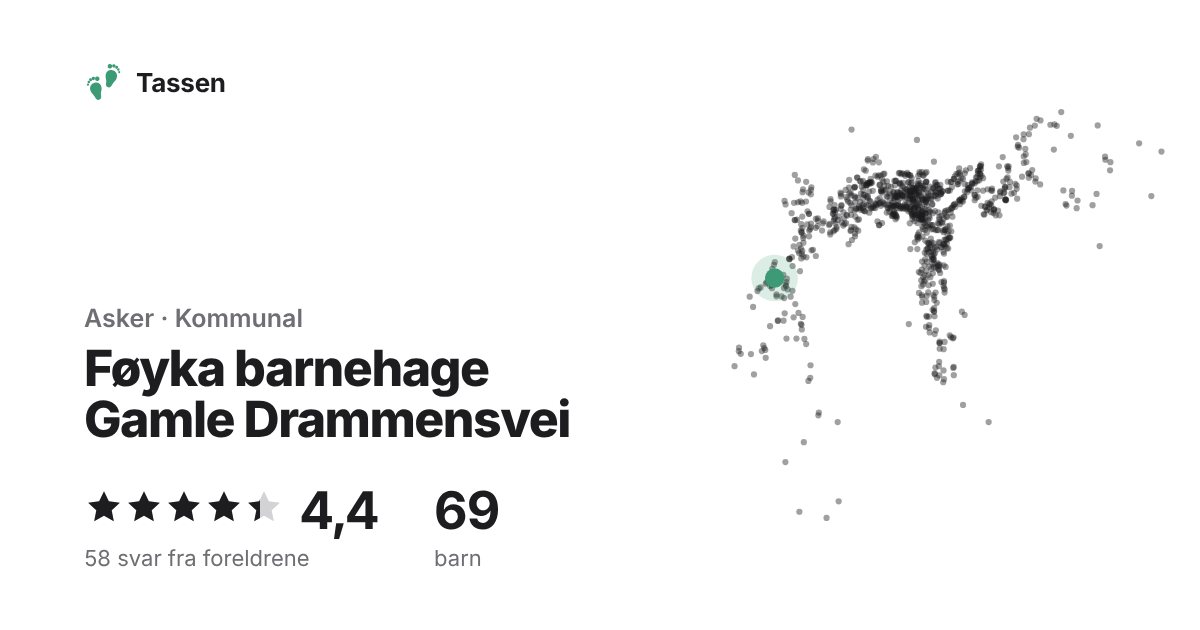 Tassen
Asker · Kommunal
Føyka barnehage
Gamle Drammensvei
4,4
58 svar fra foreldrene
69
barn